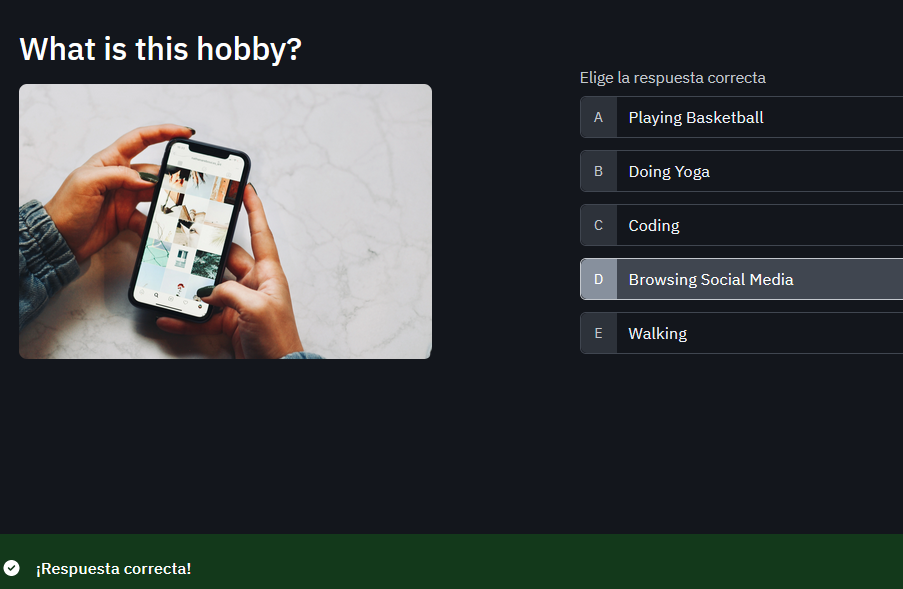 What is this hobby?
Elige la respuesta correcta
A Playing Basketball
B Doing Yoga
C Coding
D Browsing Social Media
E Walking
¡Respuesta correcta!